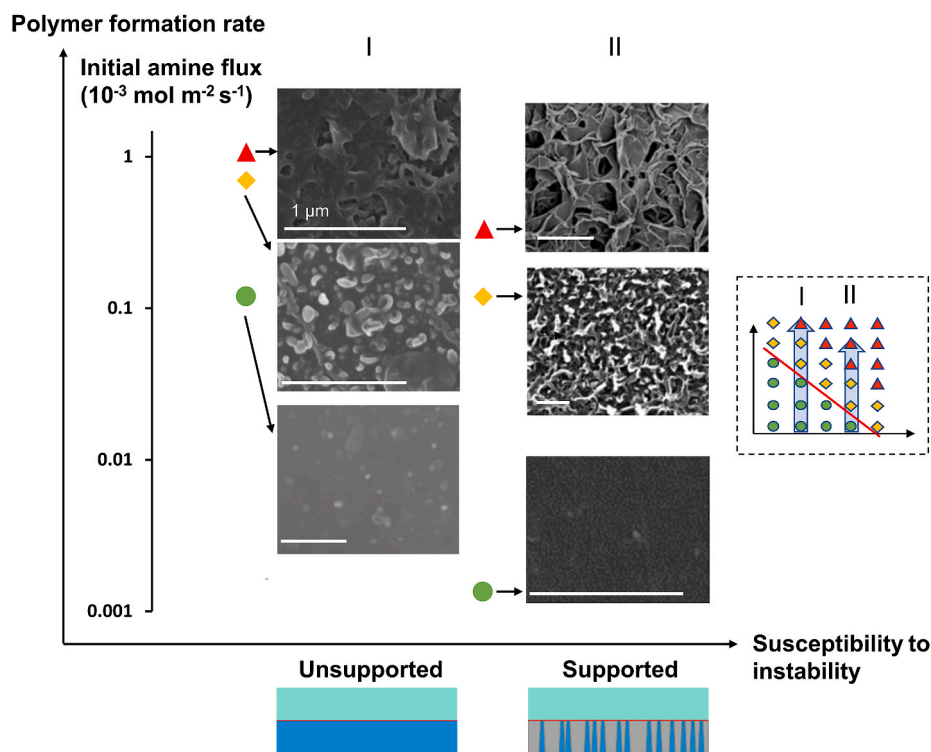 Polymer formation rate
I
II
Initial amine flux
(10⁻³ mol m⁻² s⁻¹)
1
1 µm
0.1
I
II
0.01
0.001
Susceptibility to
instability
Unsupported
Supported